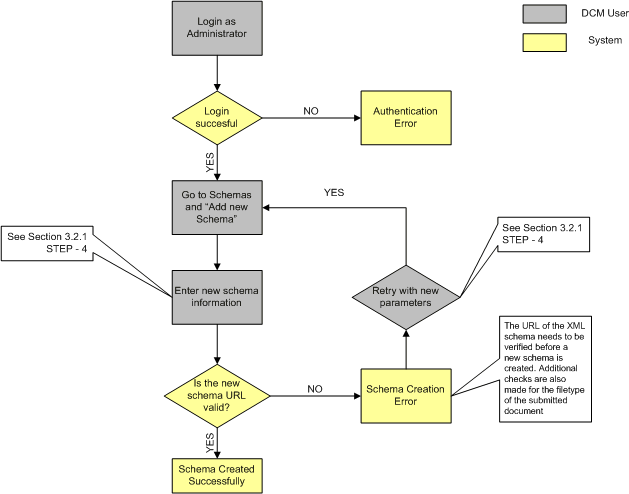 Login as
Administrator
DCM User
System
Login
succesful
NO
Authentication
Error
YES
Go to Schemas
and “Add new
Schema”
YES
See Section 3.2.1
STEP - 4
See Section 3.2.1
STEP - 4
Enter new schema
information
Retry with new
parameters
The URL of the XML
schema needs to be
verified before a
new schema is
created. Additional
checks are also
made for the filetype
of the submitted
document
Is the new
schema URL
valid?
NO
Schema Creation
Error
YES
Schema Created
Successfully